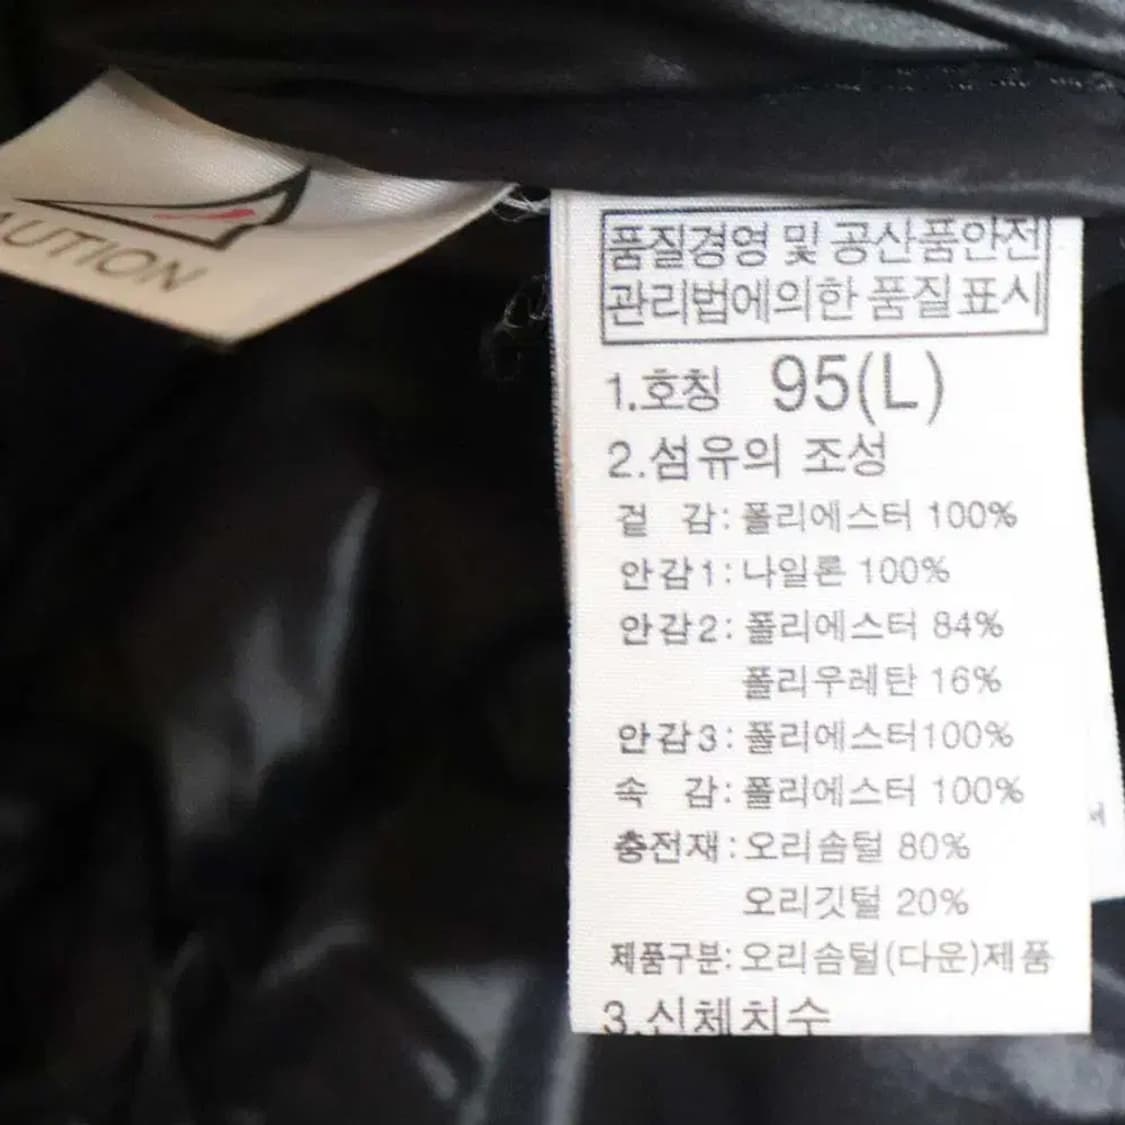 품질경영 및 공산품안전
관리법에의한 품질표시
1.호칭 95(L)
2.섬유의 조성
겉 감:폴리에스터 100%
안감1:나일론 100%
안감2:폴리에스터 84%
폴리우레탄 16%
안감3:폴리에스터100%
속 감:폴리에스터 100%
충전재:오리솜털 80%
오리깃털 20%
제품구분:오리솜털(다운)제품
3.신체치수
AUTION